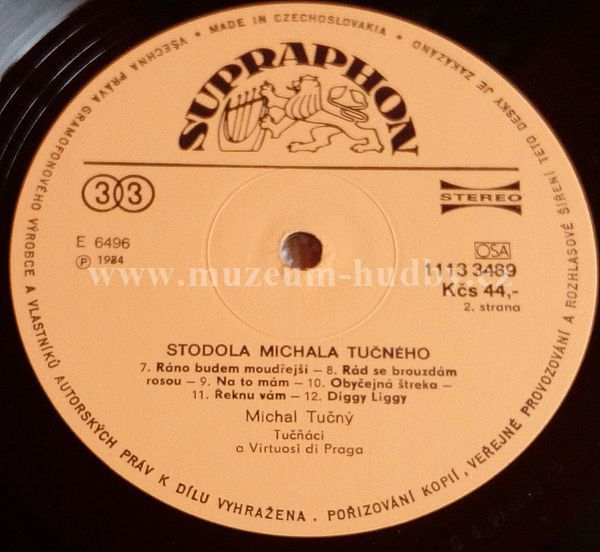 MADE IN CZECHOSLOVAKIA • VŠECHNA PRÁVA GRAMOFONOVÉHO VÝROBCE A VLASTNÍKŮ AUTORSKÝCH PRÁV K DÍLU VYHRAŽENA . POŘIZOVÁNÍ KOPIÍ, VEŘEJNÉ PROVOZOVÁNÍ A ROZHLASOVÉ ŠÍŘENÍ TÉTO DESKY JE ZAKÁZÁNO •
SUPRAPHON
33
STEREO
E 6496
Ⓟ 1984
OSA
1113 3489
Kčs 44,-
2. strana
www.muzeum-hudby.cz
STODOLA MICHALA TUČNÉHO
7. Ráno budem moudřejší – 8. Rád se brouzdám
rosou – 9. Na to mám – 10. Obyčejná štreka –
11. Řeknu vám – 12. Diggy Liggy
Michal Tučný
Tučňáci
a Virtuosi di Praga